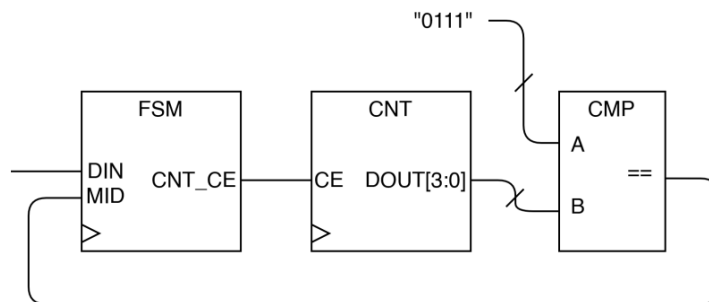 "0111"
FSM
CNT
CMP
DIN
MID
CNT_CE
CE
DOUT[3:0]
A
==
B